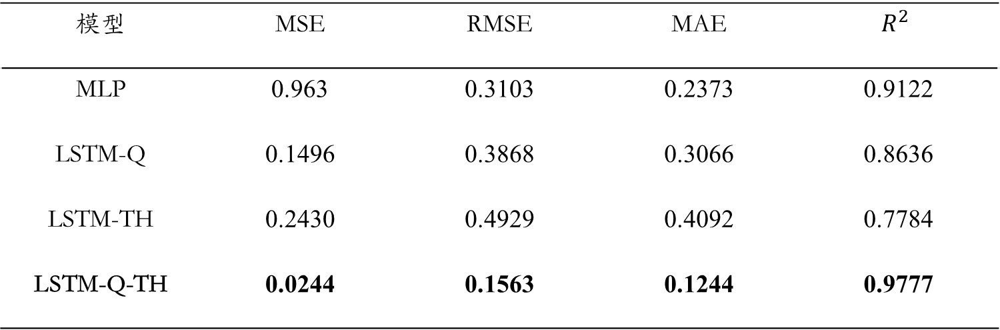 模型 MSE RMSE MAE R²
MLP 0.963 0.3103 0.2373 0.9122
LSTM-Q 0.1496 0.3868 0.3066 0.8636
LSTM-TH 0.2430 0.4929 0.4092 0.7784
LSTM-Q-TH 0.0244 0.1563 0.1244 0.9777